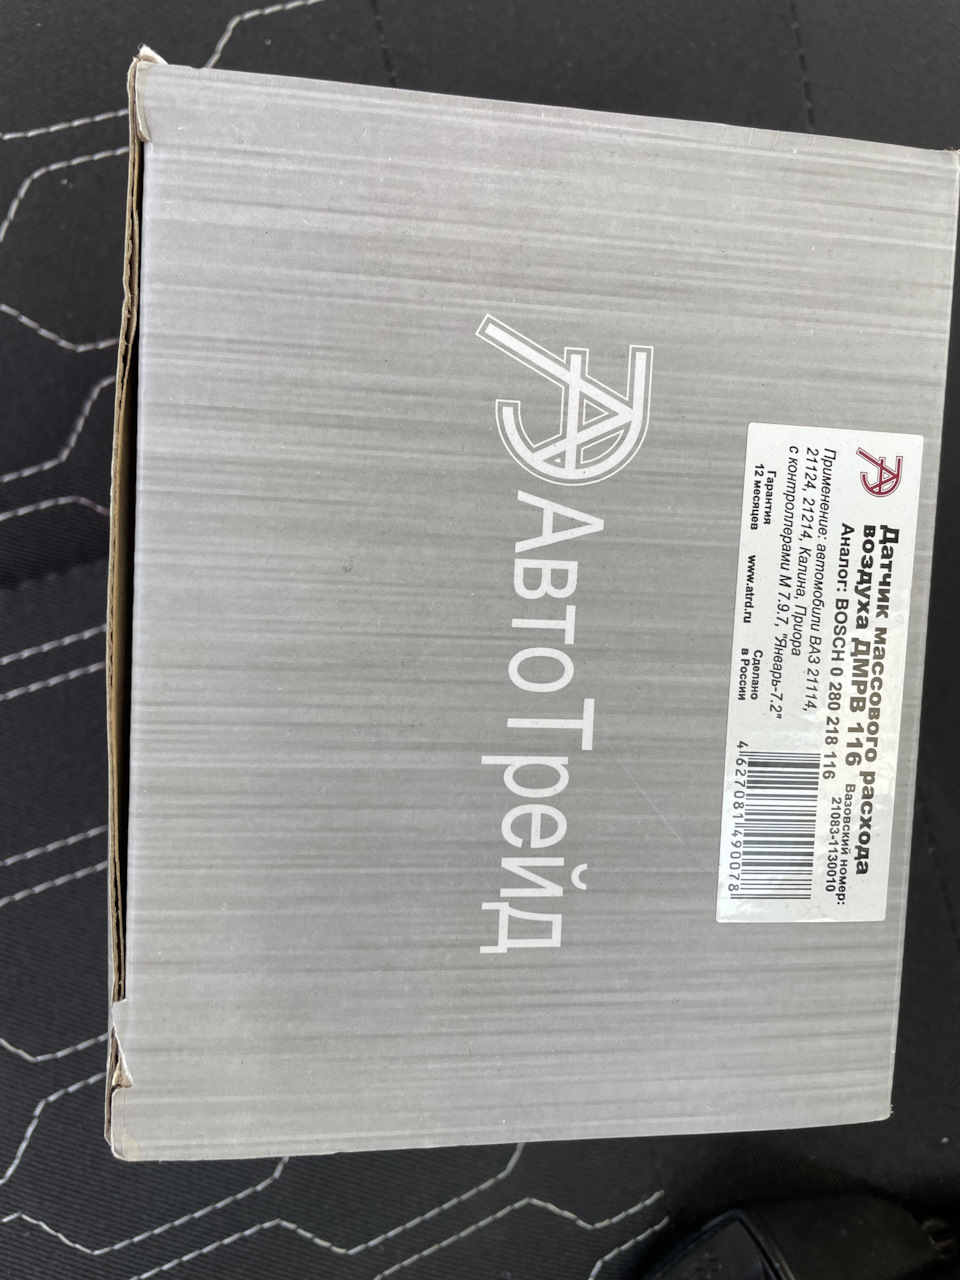 АвтоТрейд
Датчик массового расхода
воздуха ДМРВ 116
Аналог: BOSCH 0 280 218 116
Вазовский номер:
21083-1130010
Применение: автомобили ВАЗ 21114,
21124, 21214, Калина, Приора
с контроллерами М 7.9.7, "Январь-7.2"
Гарантия
12 месяцев
www.atrd.ru
Сделано
в России
4627081490078